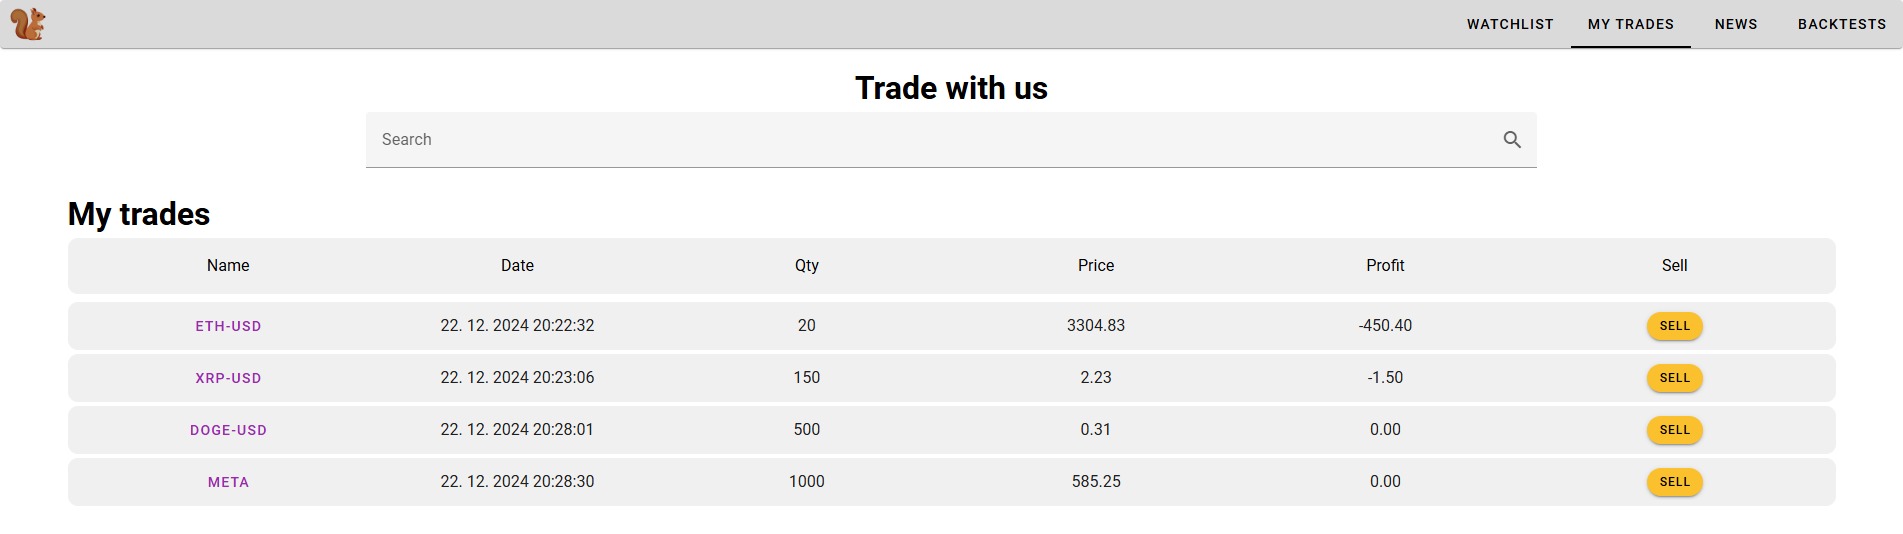 WATCHLIST MY TRADES NEWS BACKTESTS
Trade with us
Search
My trades
Name Date Qty Price Profit Sell
ETH-USD 22. 12. 2024 20:22:32 20 3304.83 -450.40 SELL
XRP-USD 22. 12. 2024 20:23:06 150 2.23 -1.50 SELL
DOGE-USD 22. 12. 2024 20:28:01 500 0.31 0.00 SELL
META 22. 12. 2024 20:28:30 1000 585.25 0.00 SELL